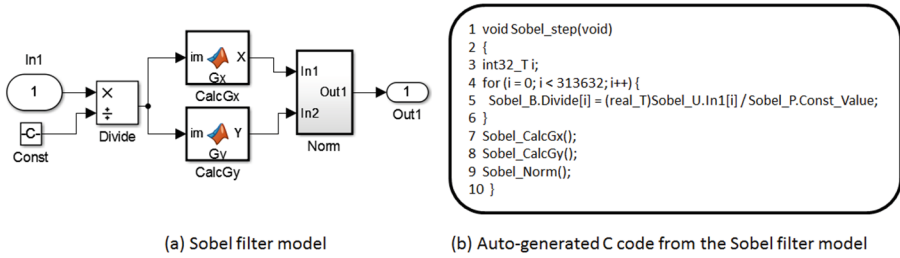 In1
1
×
÷
Divide
-C-
Const
im X
Gx
CalcGx
im Y
Gy
CalcGy
In1
Out1
In2
Norm
1
Out1
(a) Sobel filter model
1 void Sobel_step(void)
2 {
3 int32_T i;
4 for (i = 0; i < 313632; i++) {
5 Sobel_B.Divide[i] = (real_T)Sobel_U.In1[i] / Sobel_P.Const_Value;
6 }
7 Sobel_CalcGx();
8 Sobel_CalcGy();
9 Sobel_Norm();
10 }
(b) Auto-generated C code from the Sobel filter model